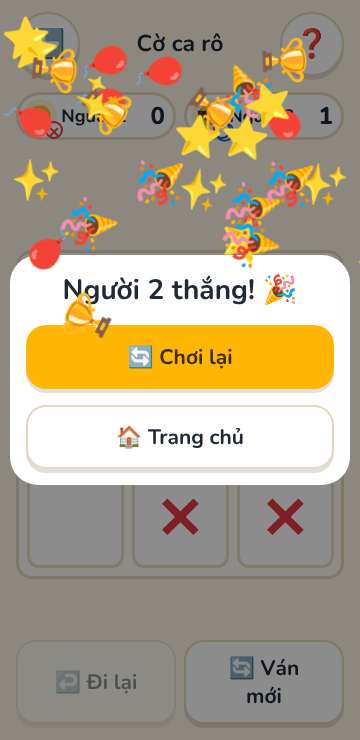 Cờ ca rô
0
1
Người 2 thắng! 🎉
🔄 Chơi lại
🏠 Trang chủ
↩️ Đi lại
🔄 Ván
mới